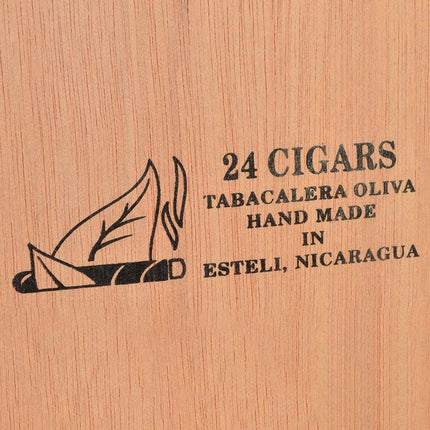 24 CIGARS
TABACALERA OLIVA
HAND MADE
IN
ESTELI, NICARAGUA